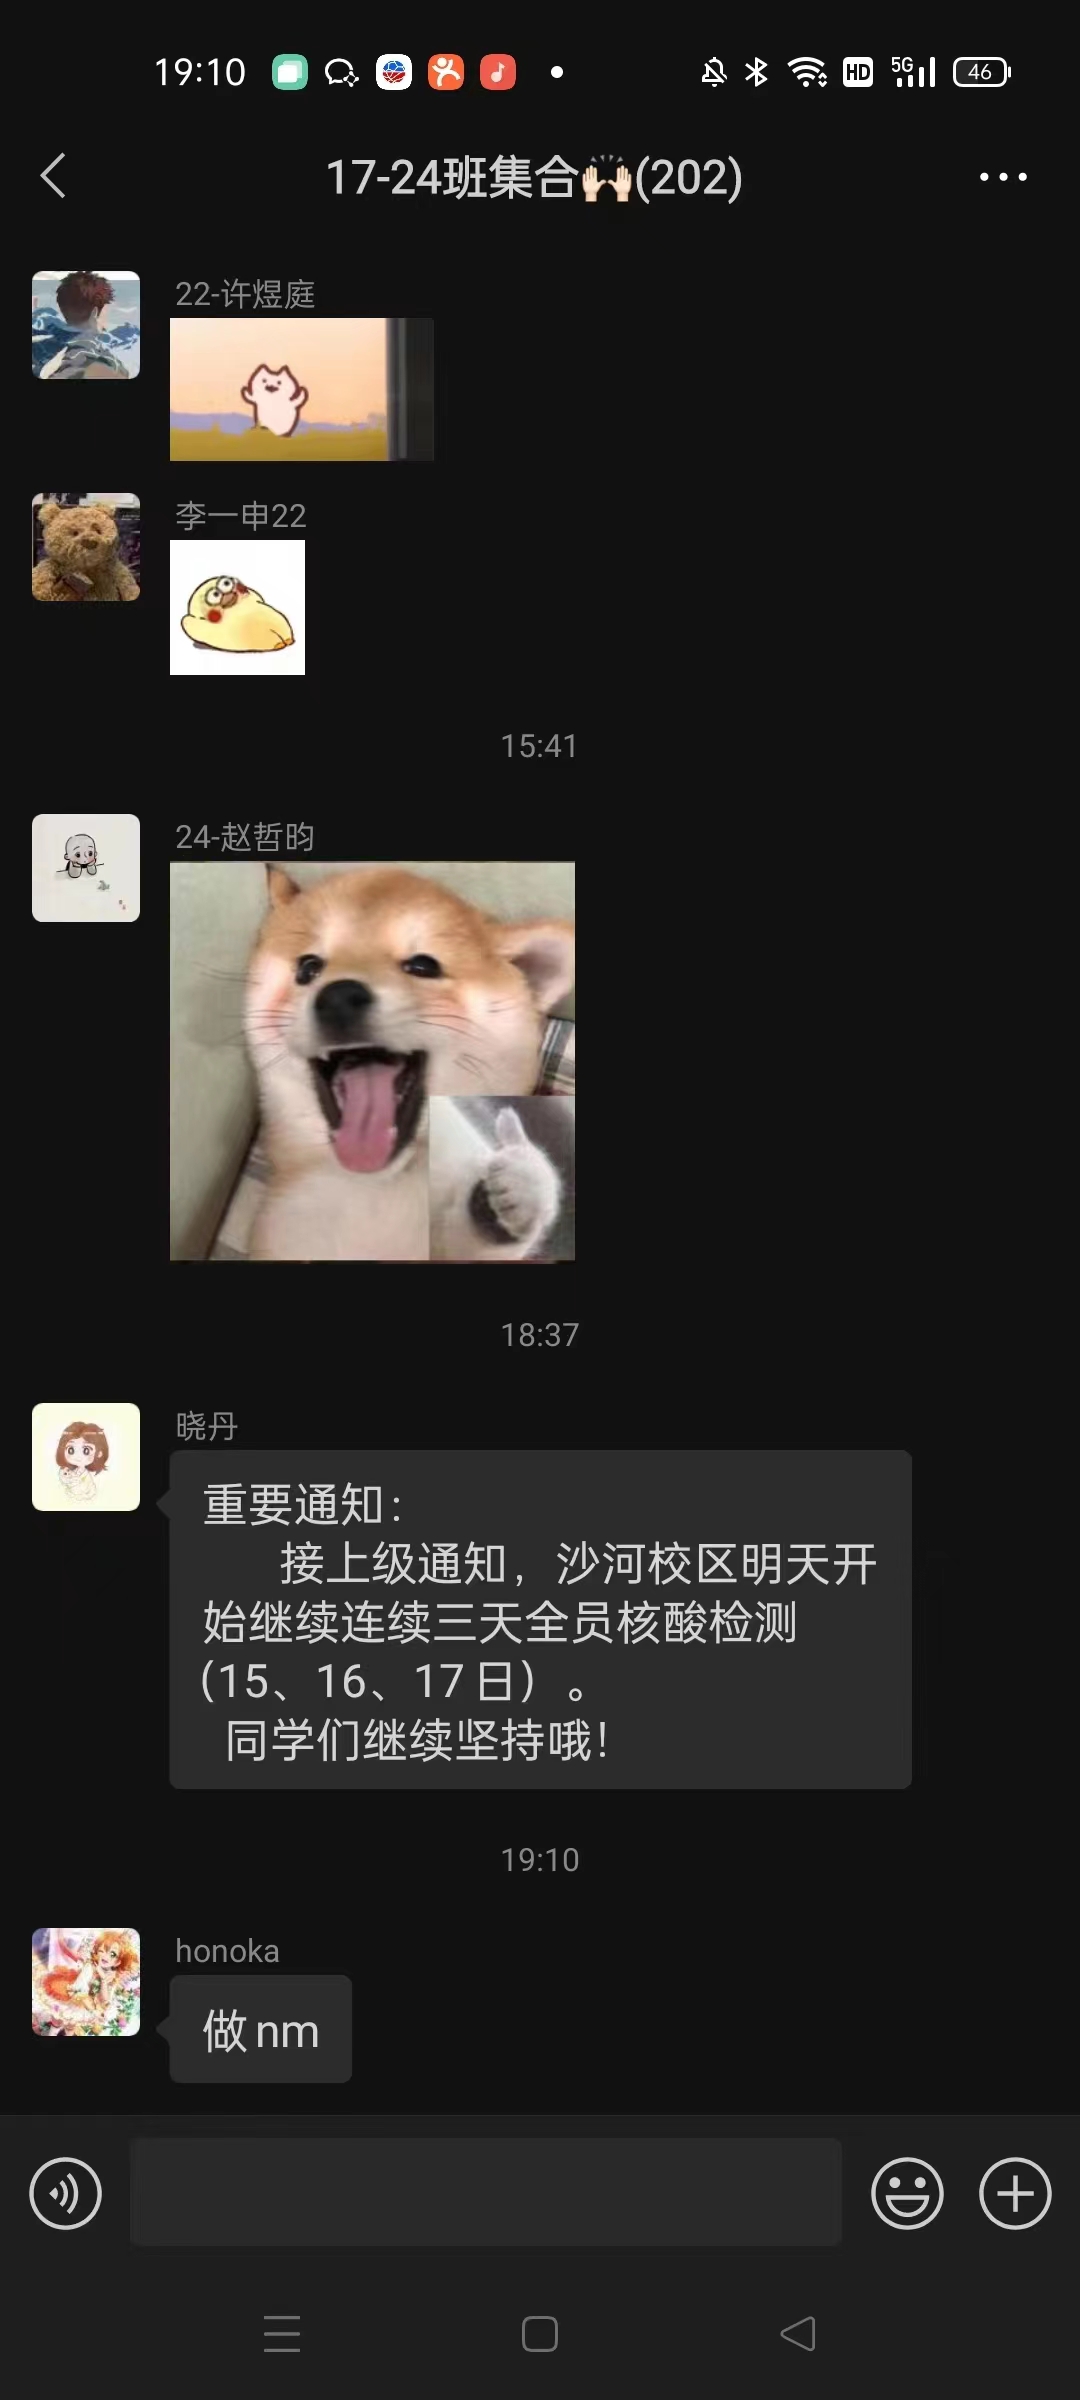 19:10
HD 5G 46
17-24班集合🙌🏻(202)
22-许煜庭
李一申22
15:41
24-赵哲昀
18:37
晓丹
重要通知：
接上级通知，沙河校区明天开
始继续连续三天全员核酸检测
（15、16、17日）。
同学们继续坚持哦！
19:10
honoka
做nm